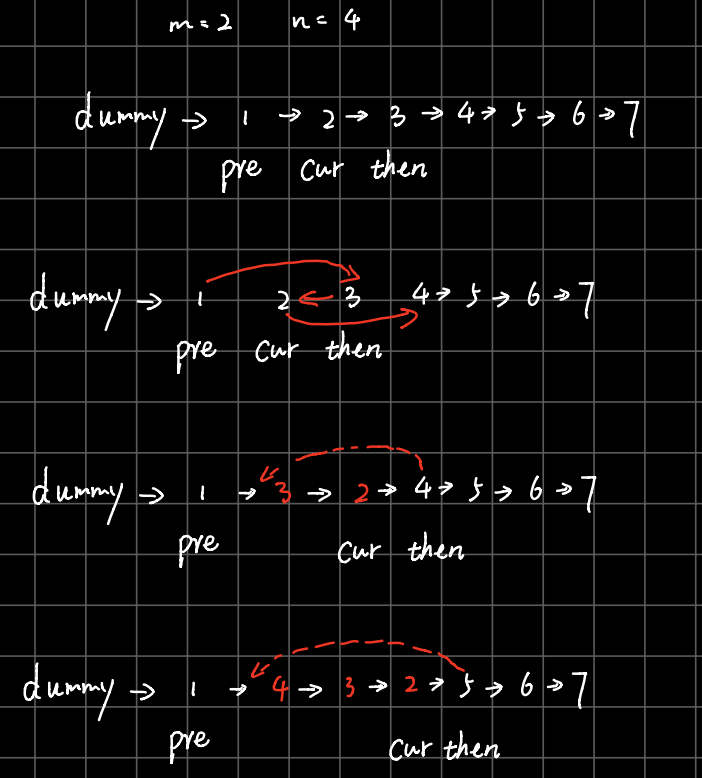 m = 2 n = 4
dummy → 1 → 2 → 3 → 4 → 5 → 6 → 7
pre cur then
dummy → 1 2 ← 3 4 → 5 → 6 → 7
pre cur then
dummy → 1 → 3 → 2 → 4 → 5 → 6 → 7
pre cur then
dummy → 1 → 4 → 3 → 2 → 5 → 6 → 7
pre cur then